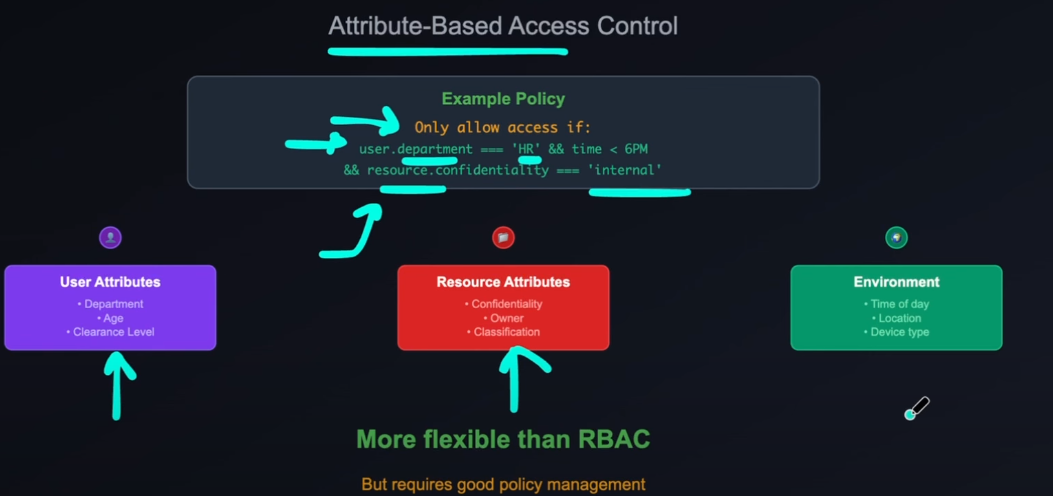 Attribute-Based Access Control
Example Policy
Only allow access if:
user.department === 'HR' && time < 6PM
&& resource.confidentiality === 'internal'
User Attributes
• Department
• Age
• Clearance Level
Resource Attributes
• Confidentiality
• Owner
• Classification
Environment
• Time of day
• Location
• Device type
More flexible than RBAC
But requires good policy management